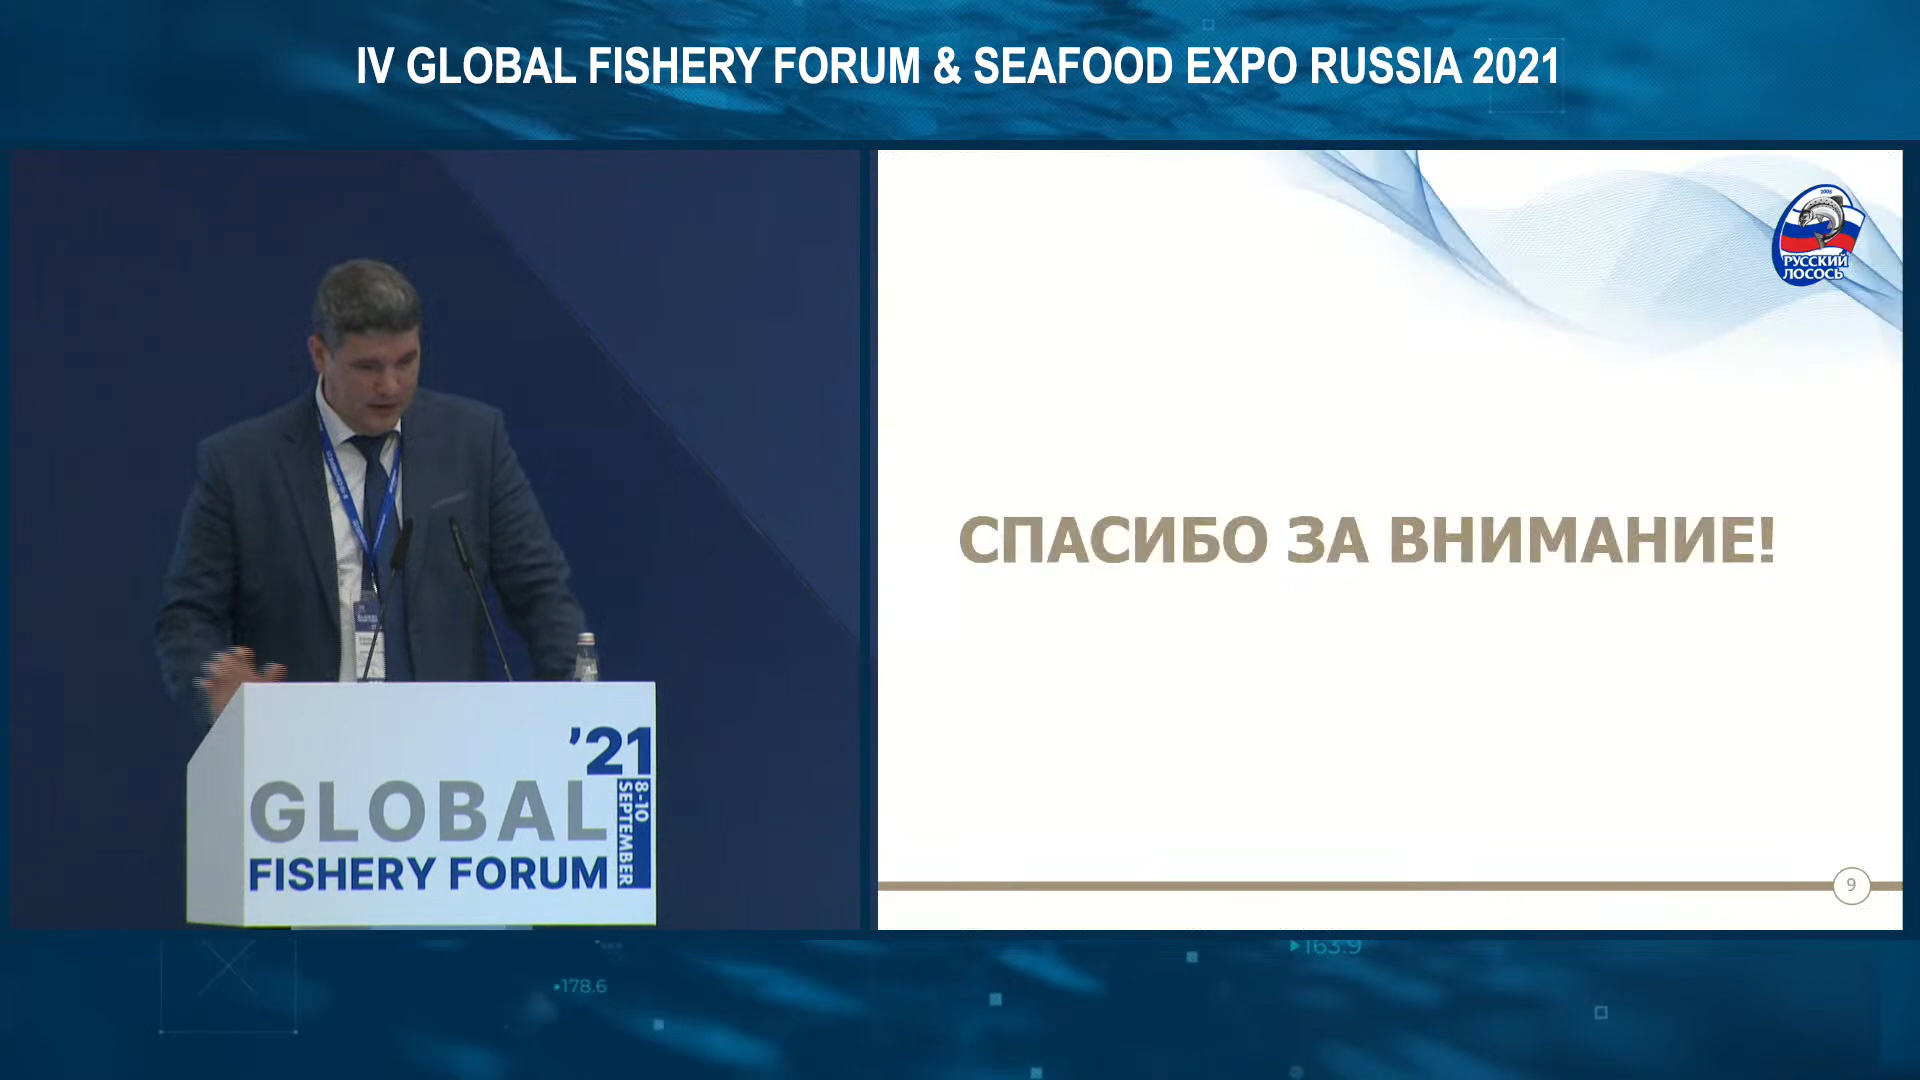 IV GLOBAL FISHERY FORUM & SEAFOOD EXPO RUSSIA 2021
2005
РУССКИЙ
ЛОСОСЬ
СПАСИБО ЗА ВНИМАНИЕ!
9
’21
GLOBAL
FISHERY FORUM
8-10
SEPTEMBER
178.6
163.9